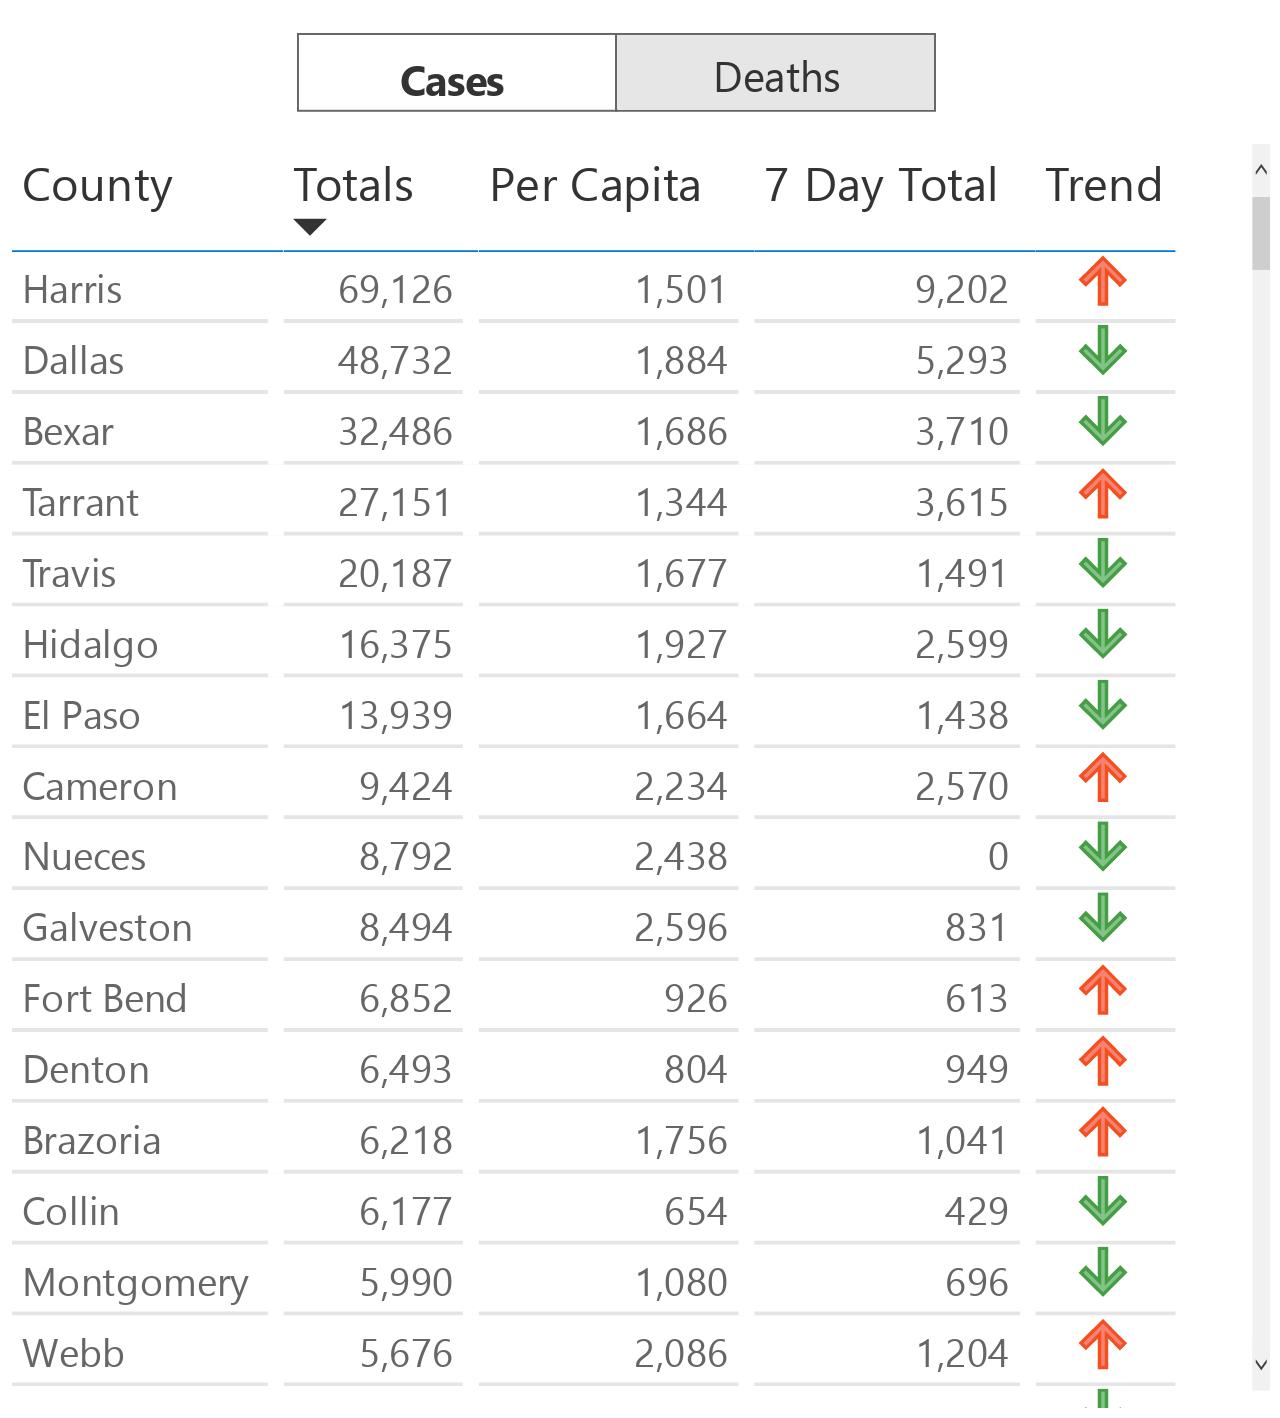 Cases Deaths
County Totals Per Capita 7 Day Total Trend
Harris 69,126 1,501 9,202
Dallas 48,732 1,884 5,293
Bexar 32,486 1,686 3,710
Tarrant 27,151 1,344 3,615
Travis 20,187 1,677 1,491
Hidalgo 16,375 1,927 2,599
El Paso 13,939 1,664 1,438
Cameron 9,424 2,234 2,570
Nueces 8,792 2,438 0
Galveston 8,494 2,596 831
Fort Bend 6,852 926 613
Denton 6,493 804 949
Brazoria 6,218 1,756 1,041
Collin 6,177 654 429
Montgomery 5,990 1,080 696
Webb 5,676 2,086 1,204